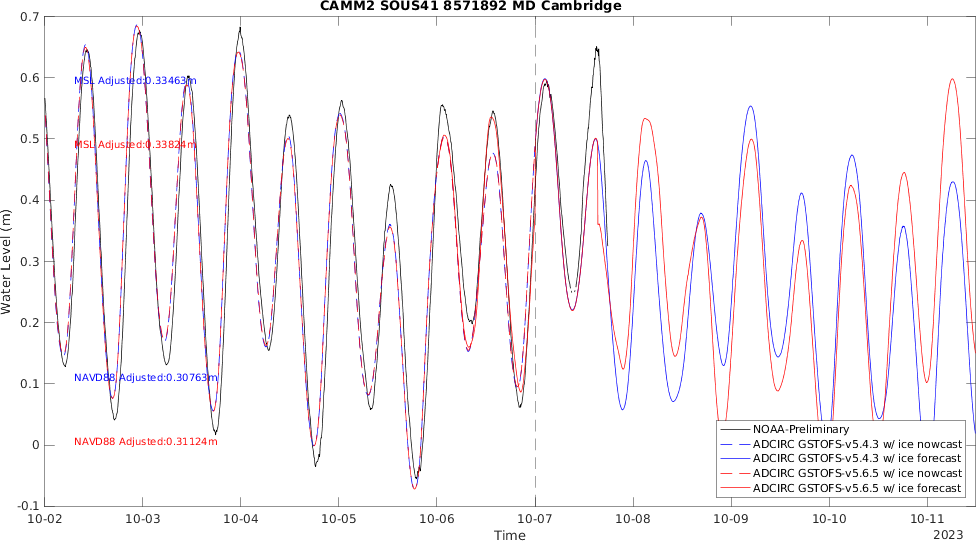 CAMM2 SOUS41 8571892 MD Cambridge
0.7
0.6
0.5
0.4
0.3
0.2
0.1
0
-0.1
Water Level (m)
MSL Adjusted:0.33463m
MSL Adjusted:0.33824m
NAVD88 Adjusted:0.30763m
NAVD88 Adjusted:0.31124m
NOAA-Preliminary
ADCIRC GSTOFS-v5.4.3 w/ ice nowcast
ADCIRC GSTOFS-v5.4.3 w/ ice forecast
ADCIRC GSTOFS-v5.6.5 w/ ice nowcast
ADCIRC GSTOFS-v5.6.5 w/ ice forecast
10-02 10-03 10-04 10-05 10-06 10-07 10-08 10-09 10-10 10-11
Time
2023